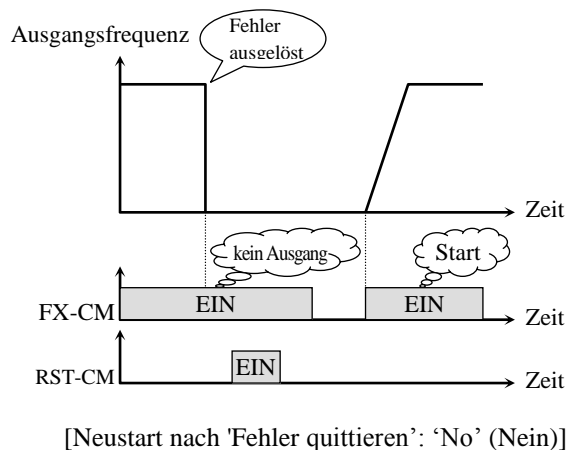 Ausgangsfrequenz
Fehler
ausgelöst
Zeit
kein Ausgang
Start
FX-CM
EIN
EIN
Zeit
RST-CM
EIN
Zeit
[Neustart nach 'Fehler quittieren’: ‘No’ (Nein)]